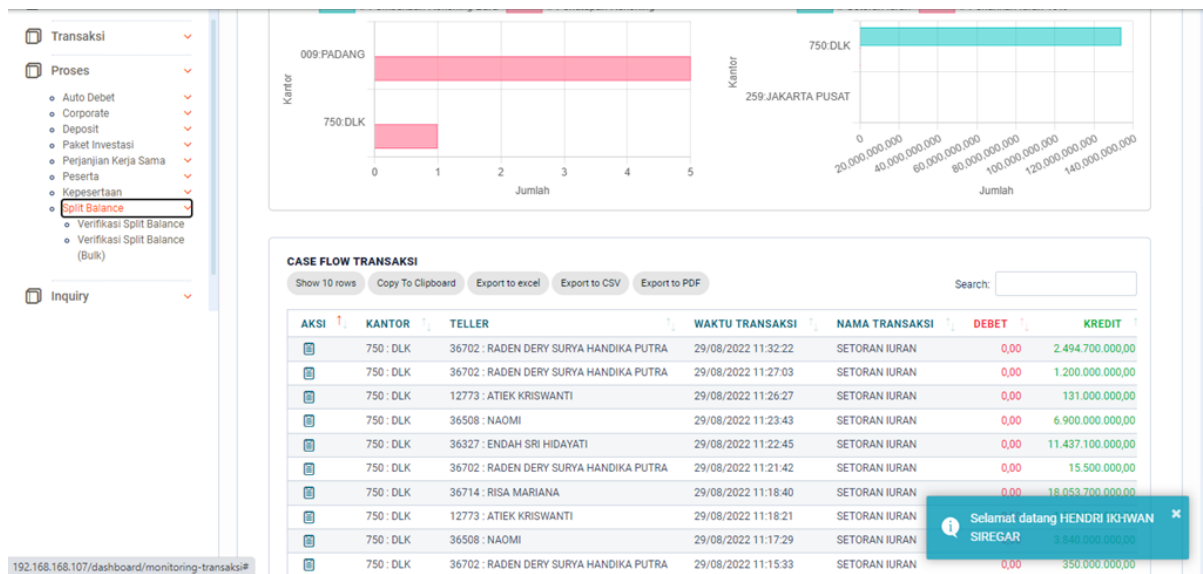 Transaksi
Proses
Auto Debet
Corporate
Deposit
Paket Investasi
Perjanjian Kerja Sama
Peserta
Kepesertaan
Split Balance
Verifikasi Split Balance
Verifikasi Split Balance
(Bulk)
Inquiry
Kantor
009:PADANG
750:DLK
0 1 2 3 4 5
Jumlah
Kantor
750:DLK
259:JAKARTA PUSAT
0 20,000,000,000 40,000,000,000 60,000,000,000 80,000,000,000 100,000,000,000 120,000,000,000 140,000,000,000
Jumlah
CASE FLOW TRANSAKSI
Show 10 rows Copy To Clipboard Export to excel Export to CSV Export to PDF Search:
AKSI KANTOR TELLER WAKTU TRANSAKSI NAMA TRANSAKSI DEBET KREDIT
750 : DLK 36702 : RADEN DERY SURYA HANDIKA PUTRA 29/08/2022 11:32:22 SETORAN IURAN 0,00 2.494.700.000,00
750 : DLK 36702 : RADEN DERY SURYA HANDIKA PUTRA 29/08/2022 11:27:03 SETORAN IURAN 0,00 1.200.000.000,00
750 : DLK 12773 : ATIEK KRISWANTI 29/08/2022 11:26:27 SETORAN IURAN 0,00 131.000.000,00
750 : DLK 36508 : NAOMI 29/08/2022 11:23:43 SETORAN IURAN 0,00 6.900.000.000,00
750 : DLK 36327 : ENDAH SRI HIDAYATI 29/08/2022 11:22:45 SETORAN IURAN 0,00 11.437.100.000,00
750 : DLK 36702 : RADEN DERY SURYA HANDIKA PUTRA 29/08/2022 11:21:42 SETORAN IURAN 0,00 15.500.000,00
750 : DLK 36714 : RISA MARIANA 29/08/2022 11:18:40 SETORAN IURAN 0,00 18.053.700.000,00
750 : DLK 12773 : ATIEK KRISWANTI 29/08/2022 11:18:21 SETORAN IURAN
750 : DLK 36508 : NAOMI 29/08/2022 11:17:29 SETORAN IURAN 3.840.000.000,00
750 : DLK 36702 : RADEN DERY SURYA HANDIKA PUTRA 29/08/2022 11:15:33 SETORAN IURAN 0,00 350.000.000,00
Selamat datang HENDRI IKHWAN
SIREGAR
192.168.168.107/dashboard/monitoring-transaksi#